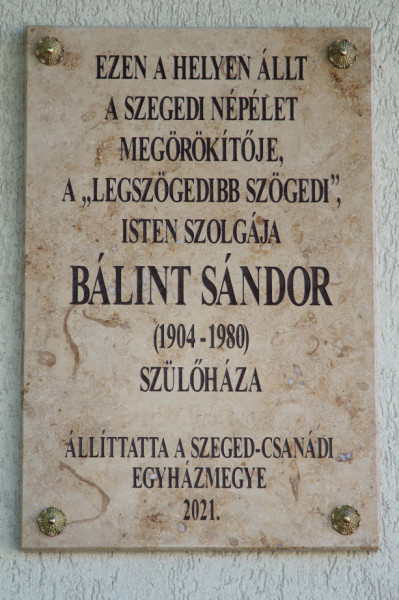 EZEN A HELYEN ÁLLT
A SZEGEDI NÉPÉLET
MEGÖRÖKÍTŐJE,
A „LEGSZÖGEDIBB SZÖGEDI”,
ISTEN SZOLGÁJA
BÁLINT SÁNDOR
(1904 - 1980)
SZÜLŐHÁZA
ÁLLÍTTATTA A SZEGED-CSANÁDI
EGYHÁZMEGYE
2021.